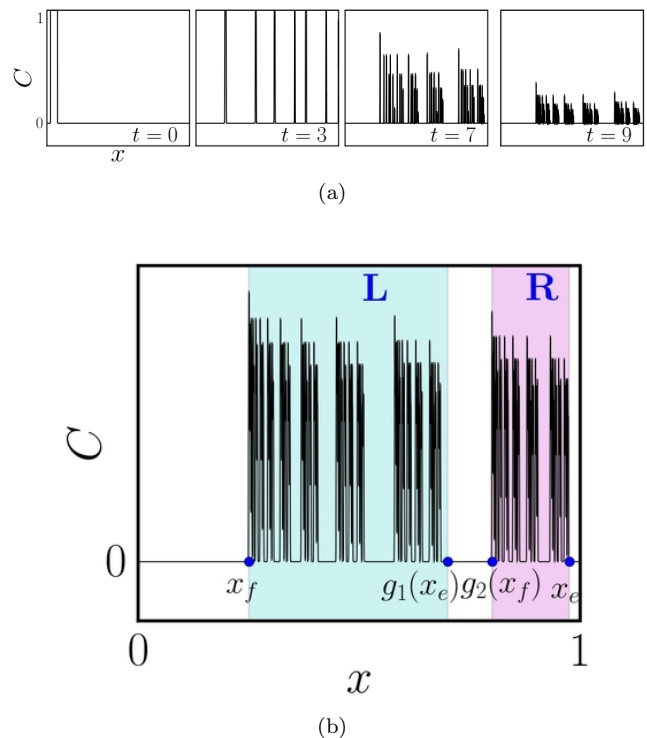 1
C
0
t = 0
t = 3
t = 7
t = 9
x
(a)
L R
C
0
x_f g_1(x_e) g_2(x_f) x_e
0 1
x
(b)